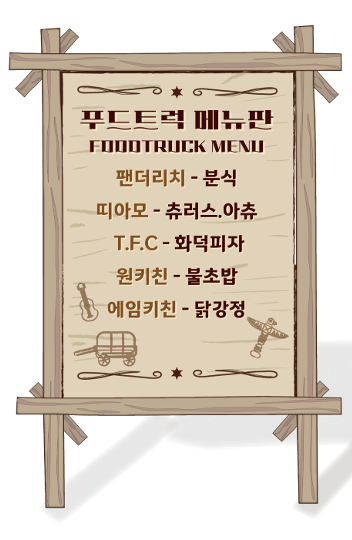 푸드트럭 메뉴판
FOODTRUCK MENU
팬더리치 - 분식
띠아모 - 츄러스.아츄
T.F.C - 화덕피자
원키친 - 불초밥
에임키친 - 닭강정